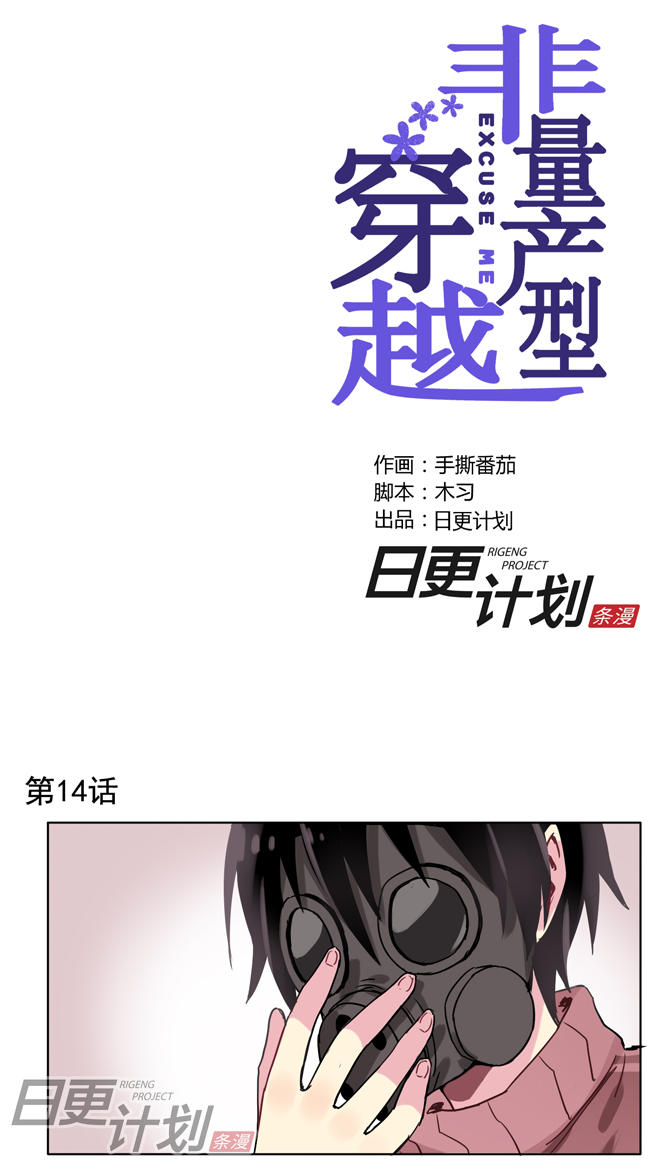 非量产型
EXCUSE ME
穿越
作画：手撕番茄
脚本：木习
出品：日更计划
日更计划
RIGENG
PROJECT
条漫
第14话
日更计划
RIGENG
PROJECT
条漫